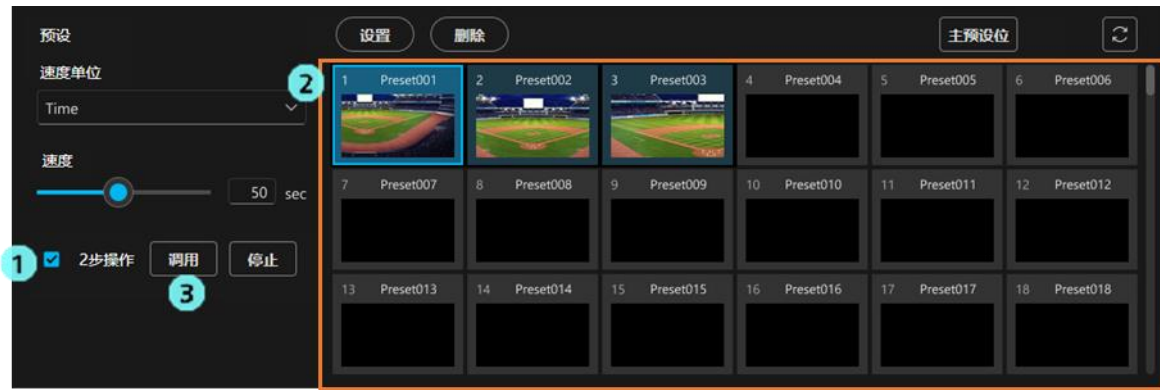 预设
设置
删除
主预设位
速度单位
Time
速度
50 sec
2步操作
调用
停止
1
2
3
1 Preset001
2 Preset002
3 Preset003
4 Preset004
5 Preset005
6 Preset006
7 Preset007
8 Preset008
9 Preset009
10 Preset010
11 Preset011
12 Preset012
13 Preset013
14 Preset014
15 Preset015
16 Preset016
17 Preset017
18 Preset018